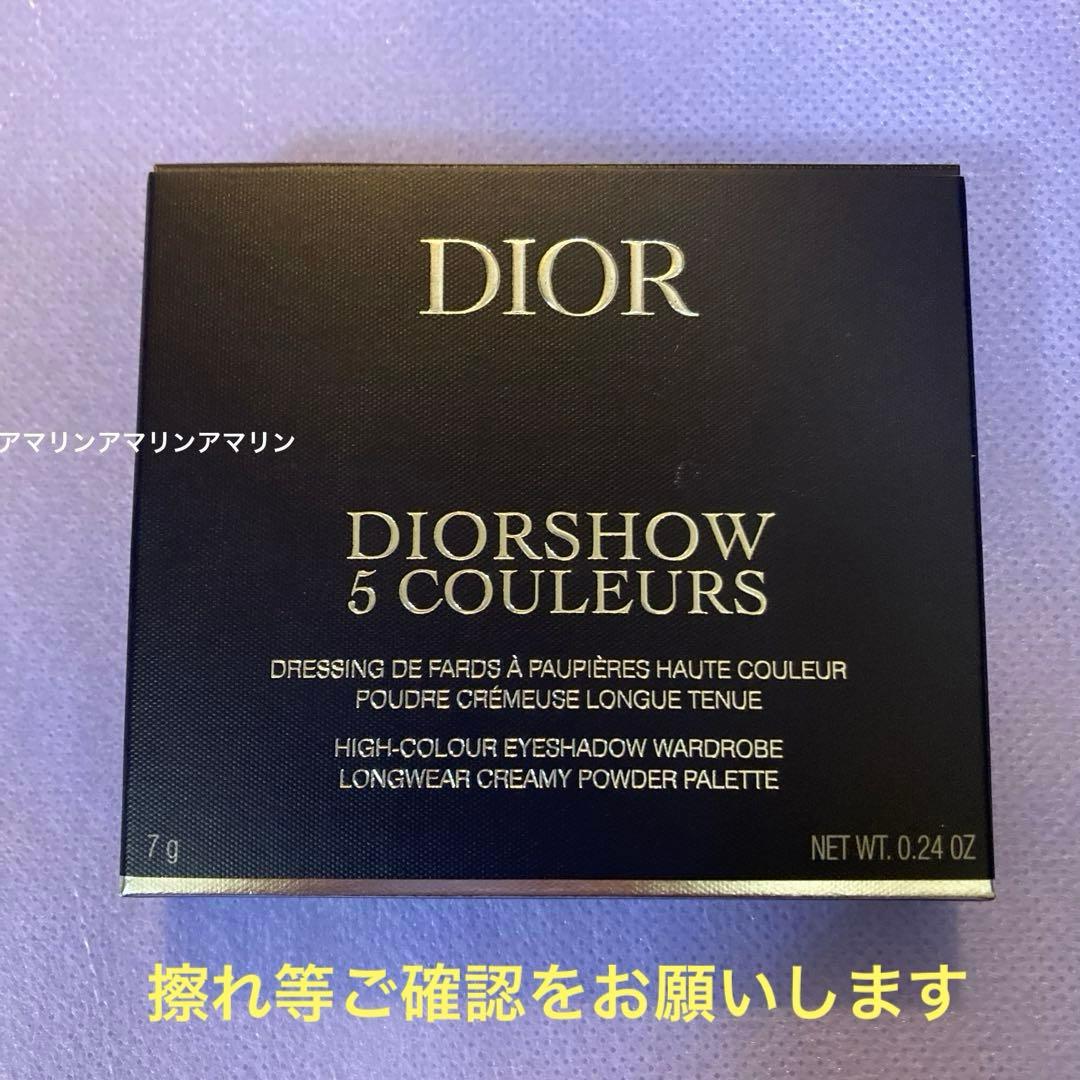 DIOR
アマリンアマリンアマリン
DIORSHOW
5 COULEURS
DRESSING DE FARDS À PAUPIÈRES HAUTE COULEUR
POUDRE CRÉMEUSE LONGUE TENUE
HIGH-COLOUR EYESHADOW WARDROBE
LONGWEAR CREAMY POWDER PALETTE
7 g
NET WT. 0.24 OZ
擦れ等ご確認をお願いします